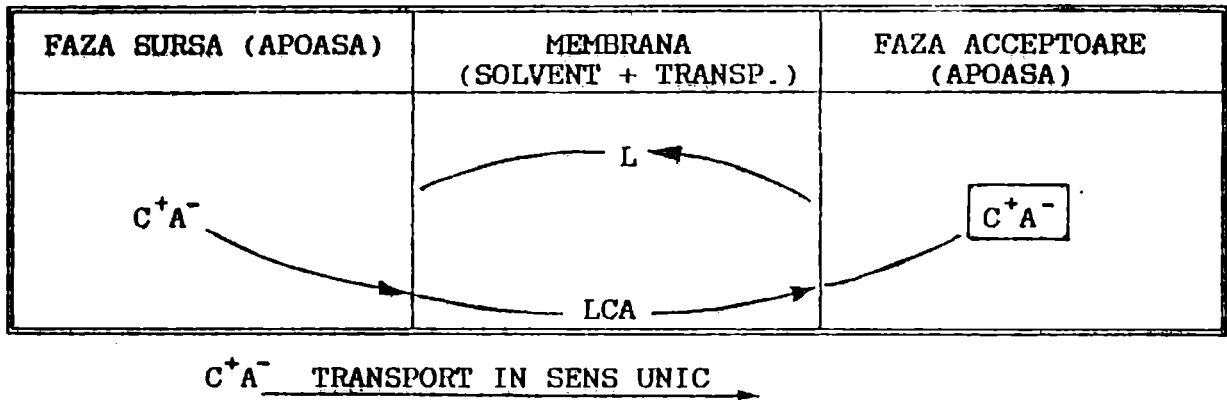 FAZA SURSA (APOASA)
MEMBRANA
(SOLVENT + TRANSP.)
FAZA ACCEPTOARE
(APOASA)
L
C⁺A⁻
C⁺A⁻
LCA
C⁺A⁻ TRANSPORT IN SENS UNIC